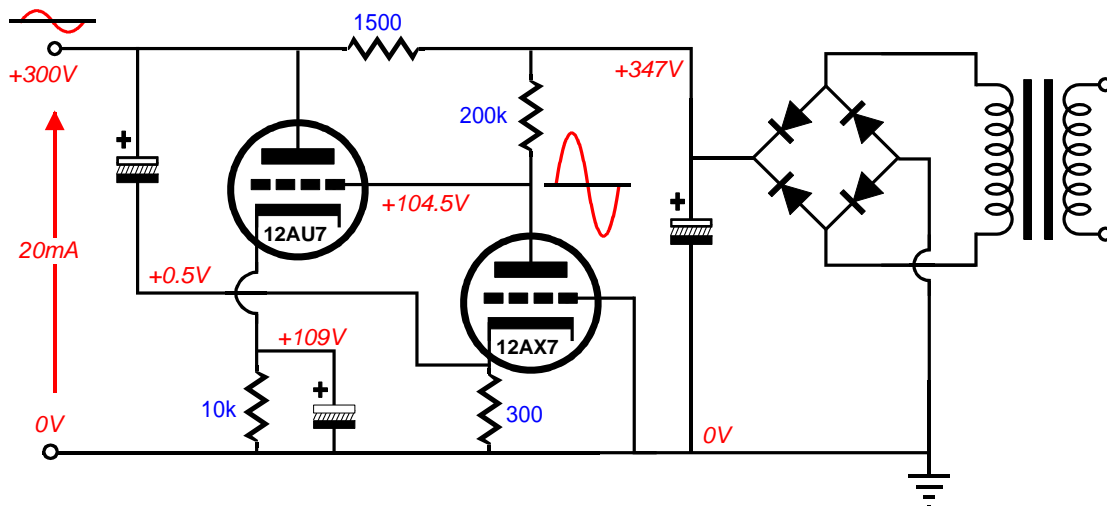 1500
+300V
+347V
200k
+104.5V
12AU7
20mA
+0.5V
12AX7
+109V
10k
300
0V
0V
+
+
+